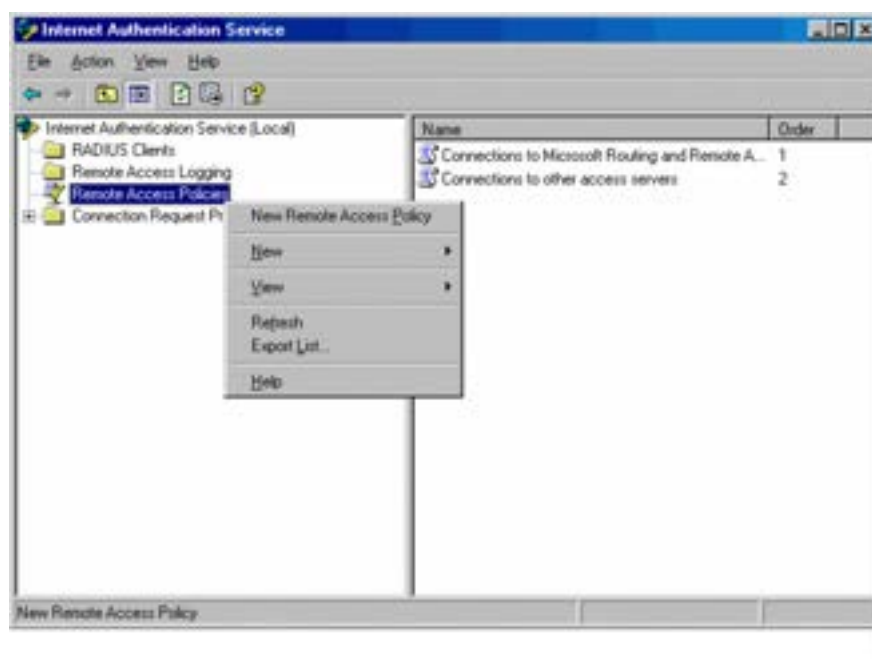 Internet Authentication Service
File Action View Help
Internet Authentication Service (Local)
RADIUS Clients
Remote Access Logging
Remote Access Policies
Connection Request Pr
Name Order
Connections to Microsoft Routing and Remote A... 1
Connections to other access servers 2
New Remote Access Policy
New
View
Refresh
Export List...
Help
New Remote Access Policy